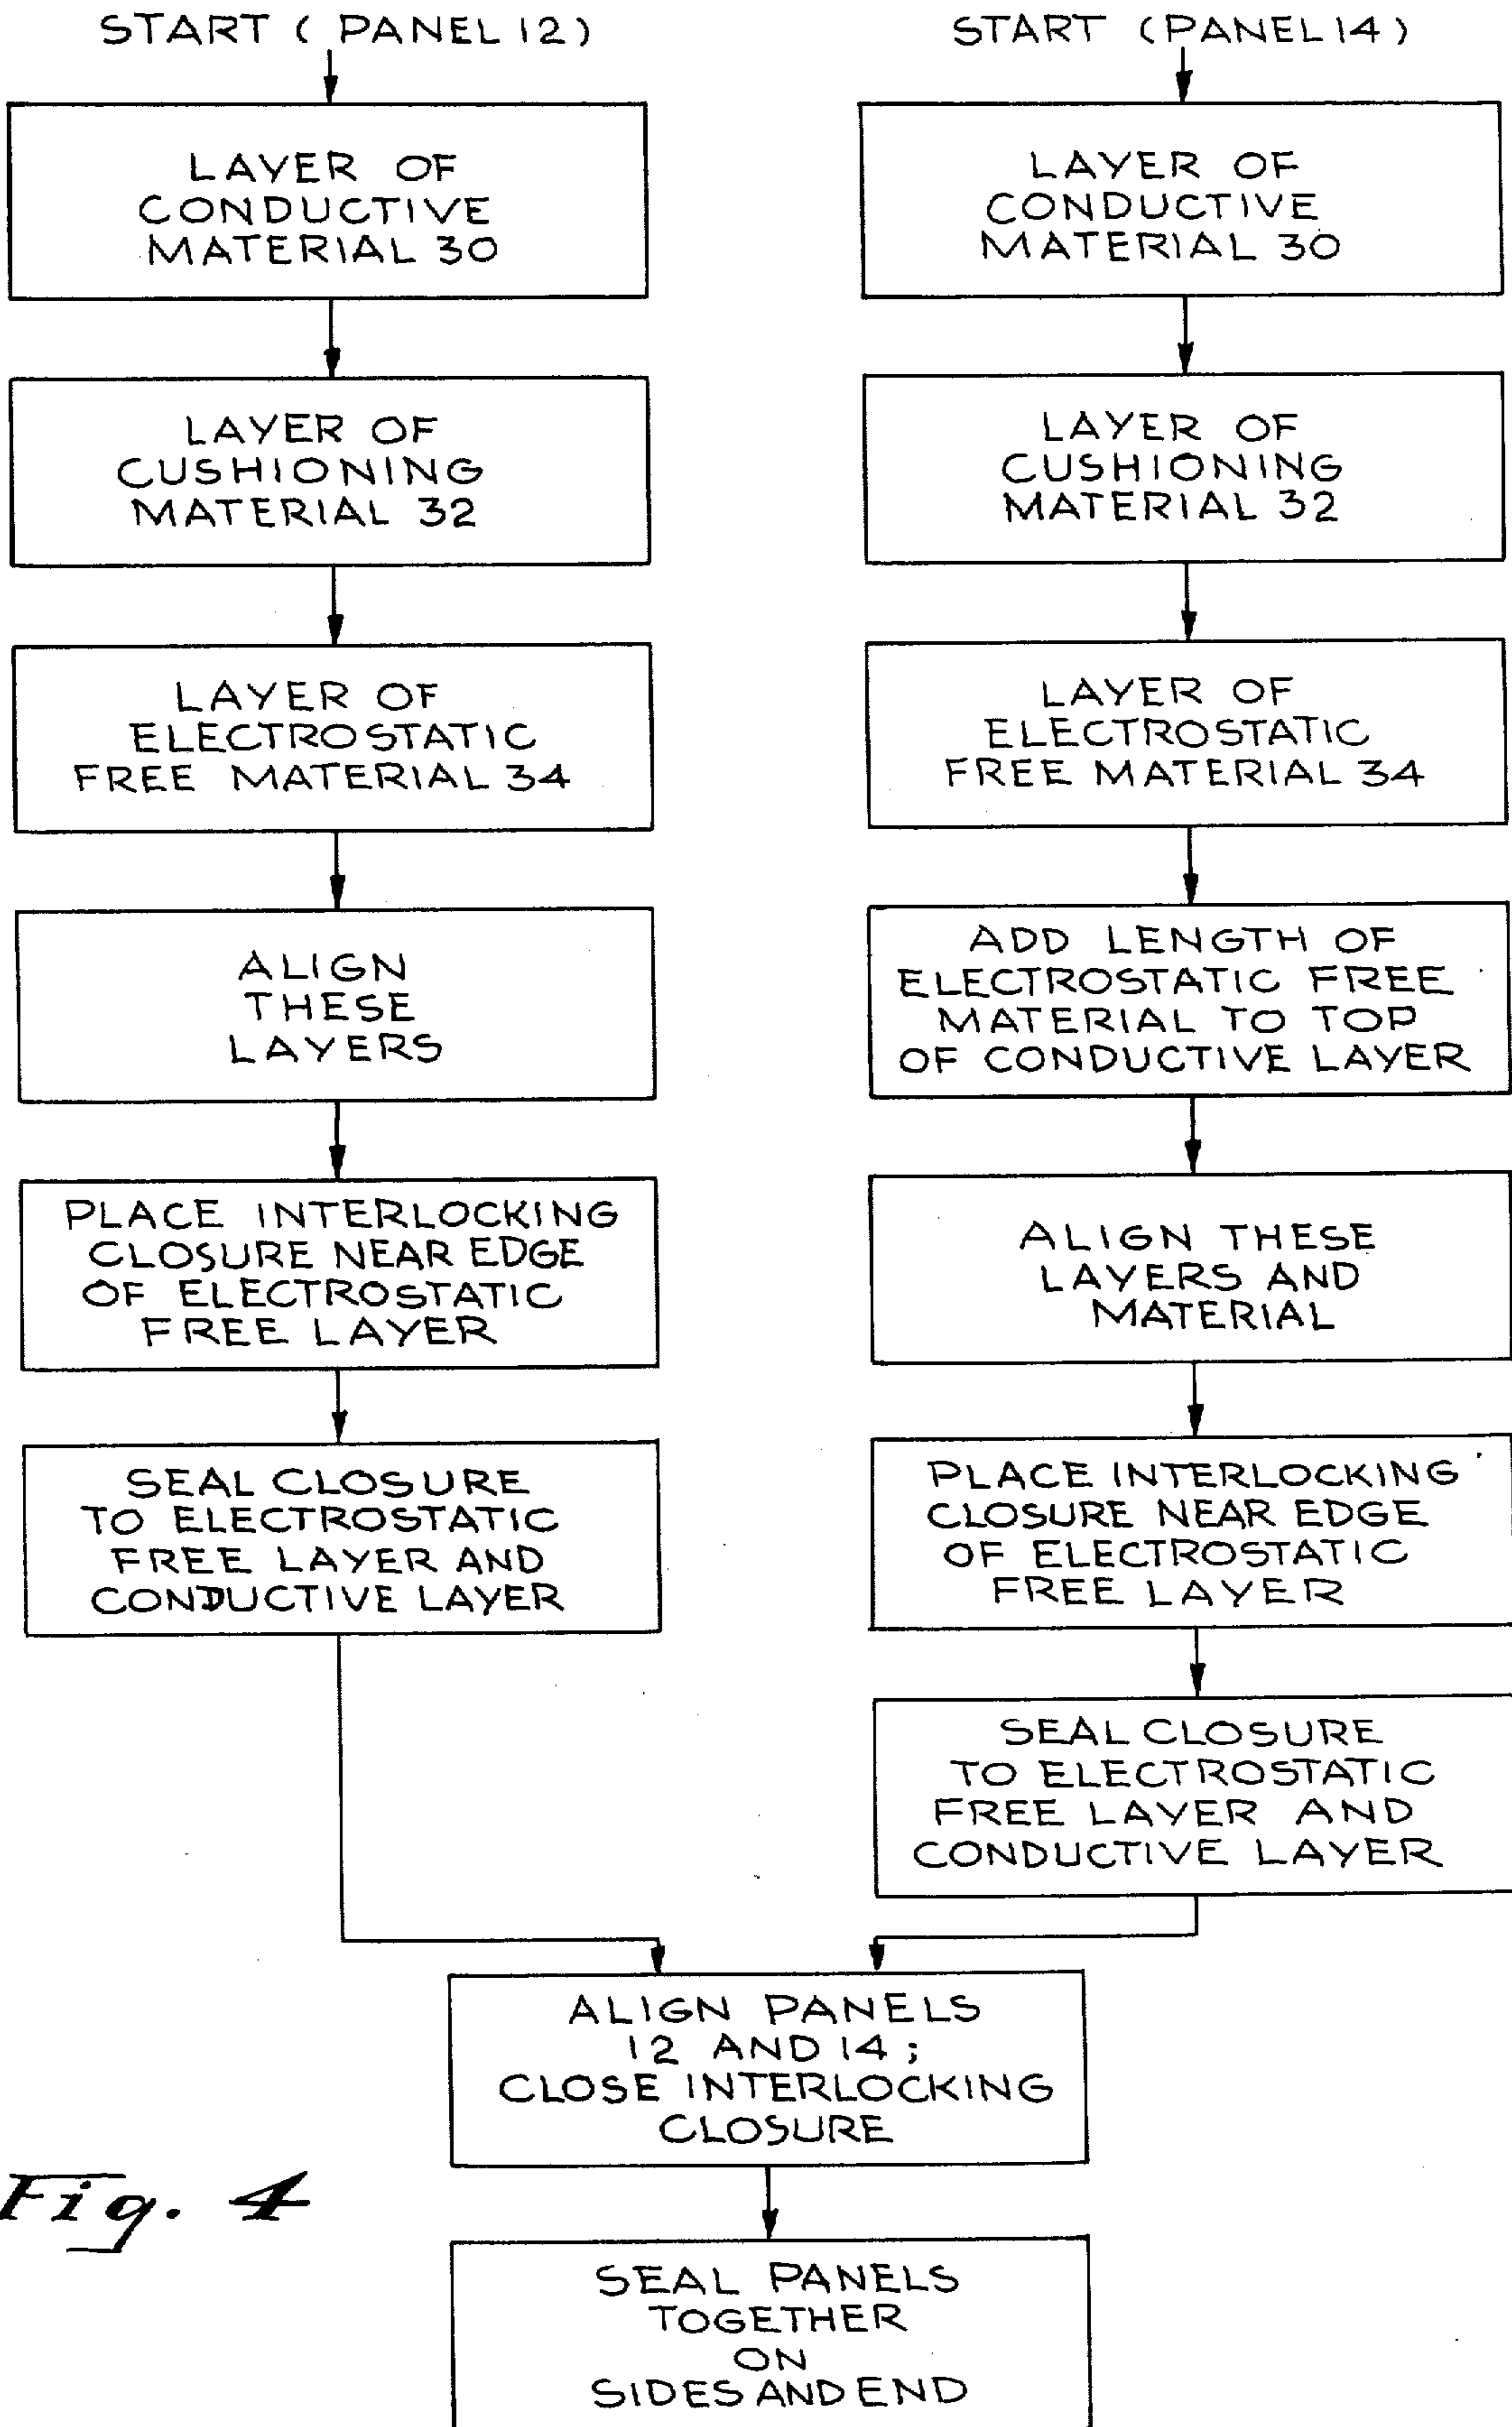 START ( PANEL 12 )
LAYER OF
CONDUCTIVE
MATERIAL 30
LAYER OF
CUSHIONING
MATERIAL 32
LAYER OF
ELECTROSTATIC
FREE MATERIAL 34
ALIGN
THESE
LAYERS
PLACE INTERLOCKING
CLOSURE NEAR EDGE
OF ELECTROSTATIC
FREE LAYER
SEAL CLOSURE
TO ELECTROSTATIC
FREE LAYER AND
CONDUCTIVE LAYER
START (PANEL 14 )
LAYER OF
CONDUCTIVE
MATERIAL 30
LAYER OF
CUSHIONING
MATERIAL 32
LAYER OF
ELECTROSTATIC
FREE MATERIAL 34
ADD LENGTH OF
ELECTROSTATIC FREE
MATERIAL TO TOP
OF CONDUCTIVE LAYER
ALIGN THESE
LAYERS AND
MATERIAL
PLACE INTERLOCKING
CLOSURE NEAR EDGE
OF ELECTROSTATIC
FREE LAYER
SEAL CLOSURE
TO ELECTROSTATIC
FREE LAYER AND
CONDUCTIVE LAYER
ALIGN PANELS
12 AND 14 ;
CLOSE INTERLOCKING
CLOSURE
SEAL PANELS
TOGETHER
ON
SIDES AND END
Fig. 4